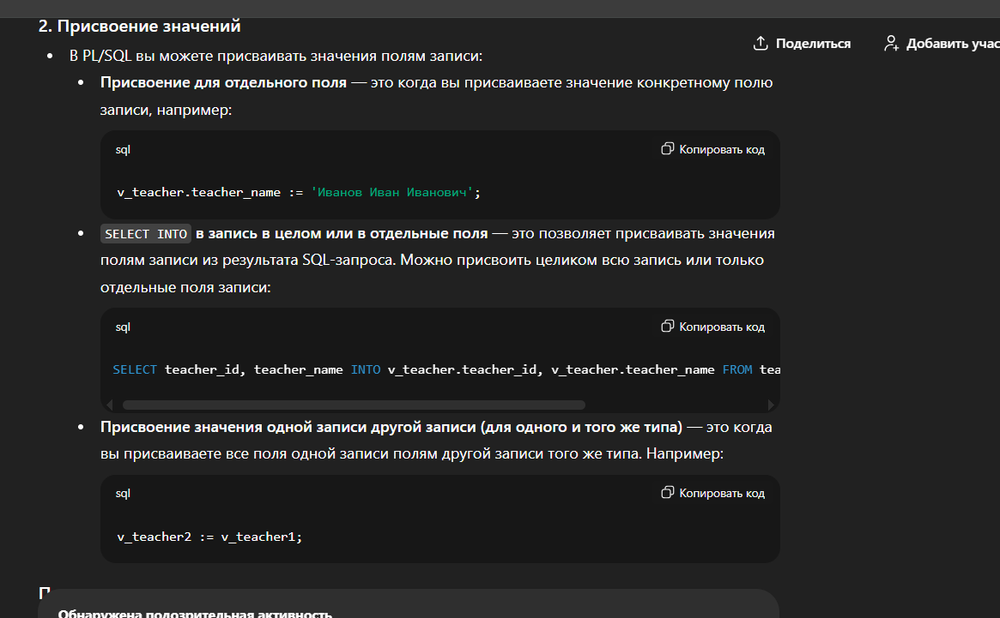 2. Присвоение значений
Поделиться
Добавить учас
В PL/SQL вы можете присваивать значения полям записи:
Присвоение для отдельного поля — это когда вы присваиваете значение конкретному полю
записи, например:
sql
Копировать код
v_teacher.teacher_name := 'Иванов Иван Иванович';
SELECT INTO в запись в целом или в отдельные поля — это позволяет присваивать значения
полям записи из результата SQL-запроса. Можно присвоить целиком всю запись или только
отдельные поля записи:
sql
Копировать код
SELECT teacher_id, teacher_name INTO v_teacher.teacher_id, v_teacher.teacher_name FROM tea
Присвоение значения одной записи другой записи (для одного и того же типа) — это когда
вы присваиваете все поля одной записи полям другой записи того же типа. Например:
sql
Копировать код
v_teacher2 := v_teacher1;
Обнаружена подозрительная активность